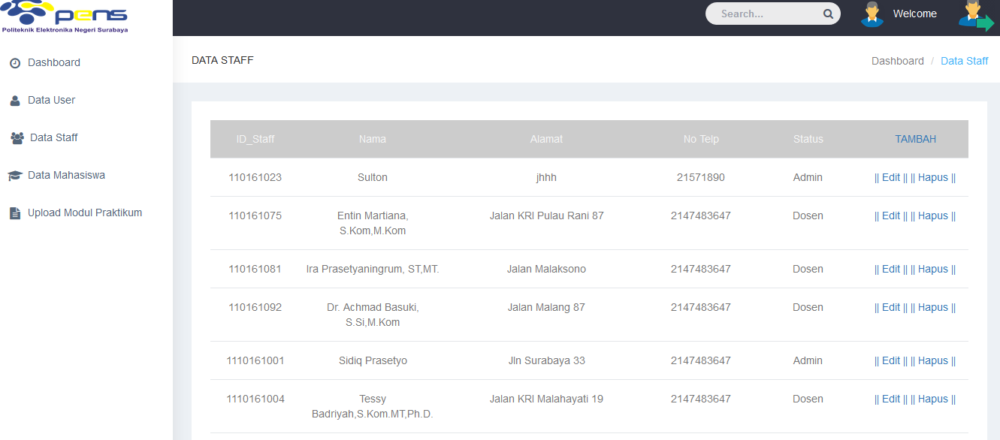 pens
Politeknik Elektronika Negeri Surabaya
Search...
Welcome
Dashboard
Data User
Data Staff
Data Mahasiswa
Upload Modul Praktikum
DATA STAFF
Dashboard / Data Staff
ID_Staff Nama Alamat No Telp Status TAMBAH
110161023 Sulton jhhh 21571890 Admin || Edit || || Hapus ||
110161075 Entin Martiana, Jalan KRI Pulau Rani 87 2147483647 Dosen || Edit || || Hapus ||
S.Kom,M.Kom
110161081 Ira Prasetyaningrum, ST,MT. Jalan Malaksono 2147483647 Dosen || Edit || || Hapus ||
110161092 Dr. Achmad Basuki, Jalan Malang 87 2147483647 Dosen || Edit || || Hapus ||
S.Si,M.Kom
1110161001 Sidiq Prasetyo Jln Surabaya 33 2147483647 Admin || Edit || || Hapus ||
1110161004 Tessy Jalan KRI Malahayati 19 2147483647 Dosen || Edit || || Hapus ||
Badriyah,S.Kom.MT,Ph.D.